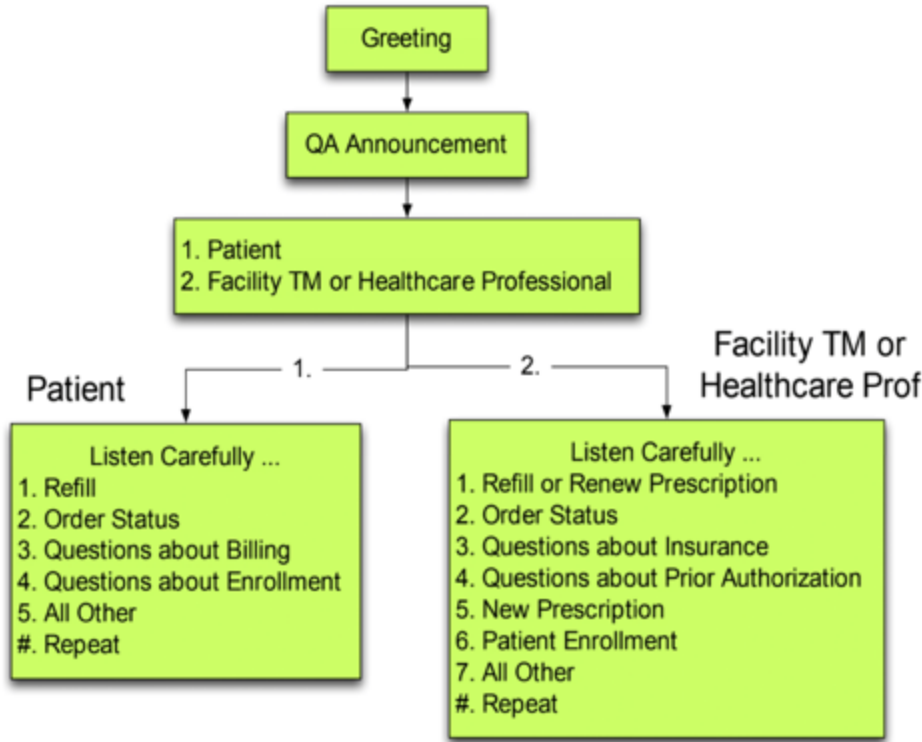 Greeting
QA Announcement
1. Patient
2. Facility TM or Healthcare Professional
1.
2.
Patient
Listen Carefully ...
1. Refill
2. Order Status
3. Questions about Billing
4. Questions about Enrollment
5. All Other
#. Repeat
Facility TM or
Healthcare Prof
Listen Carefully ...
1. Refill or Renew Prescription
2. Order Status
3. Questions about Insurance
4. Questions about Prior Authorization
5. New Prescription
6. Patient Enrollment
7. All Other
#. Repeat